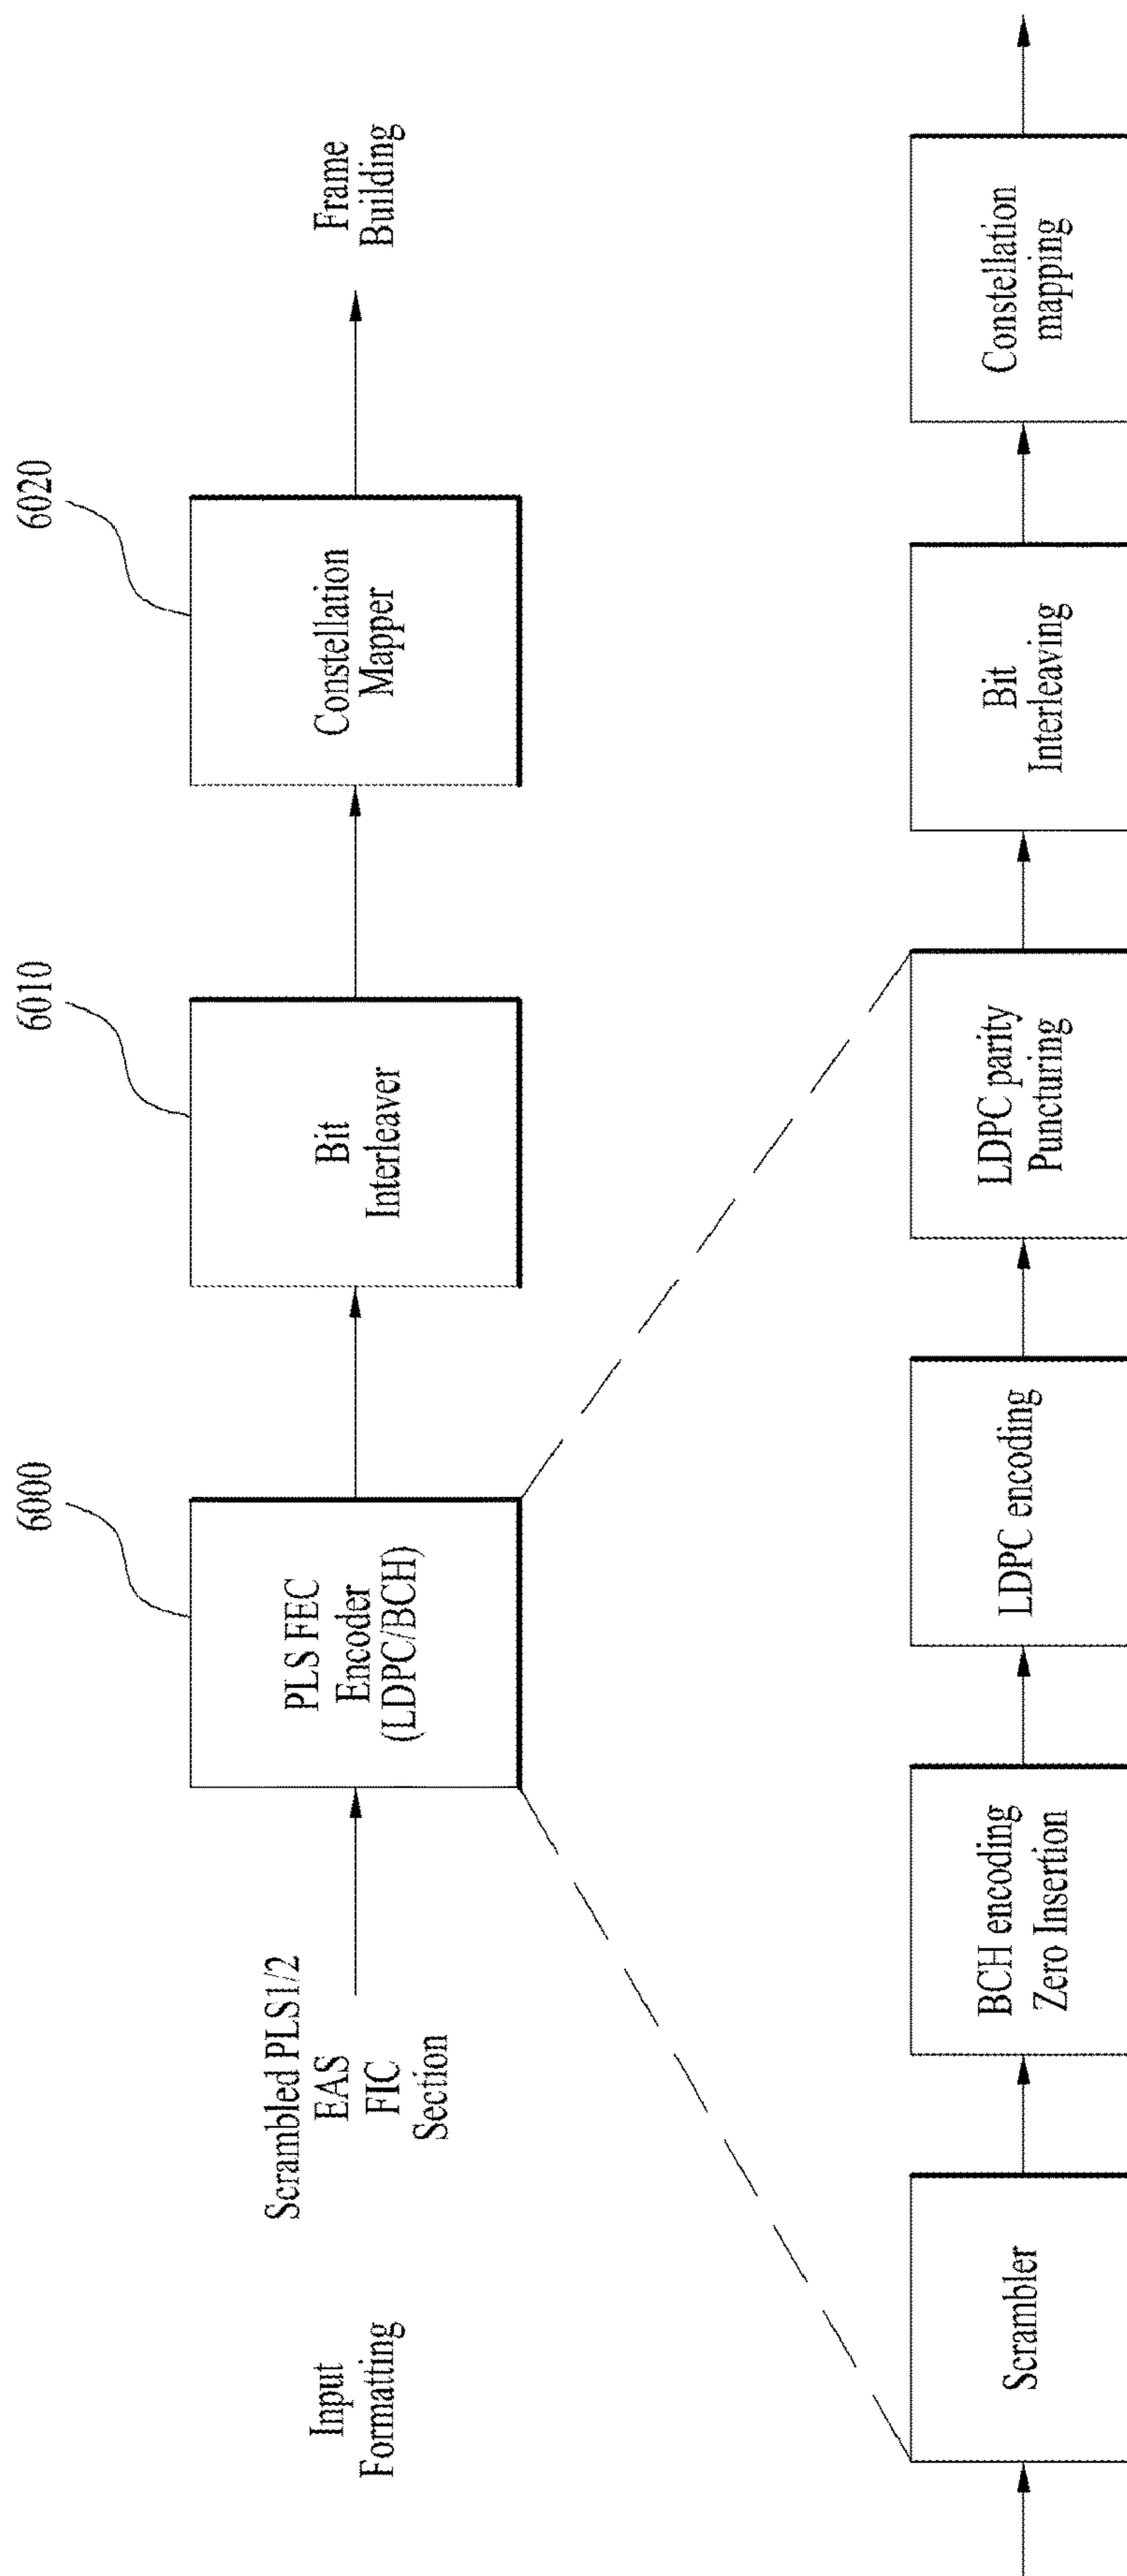 Input
Formatting
Scrambled PLS1/2
EAS
FIC
Section
6000
PLS FEC
Encoder
(LDPC/BCH)
6010
Bit
Interleaver
6020
Constellation
Mapper
Frame
Building
Scrambler
BCH encoding
Zero Insertion
LDPC encoding
LDPC parity
Puncturing
Bit
Interleaving
Constellation
mapping